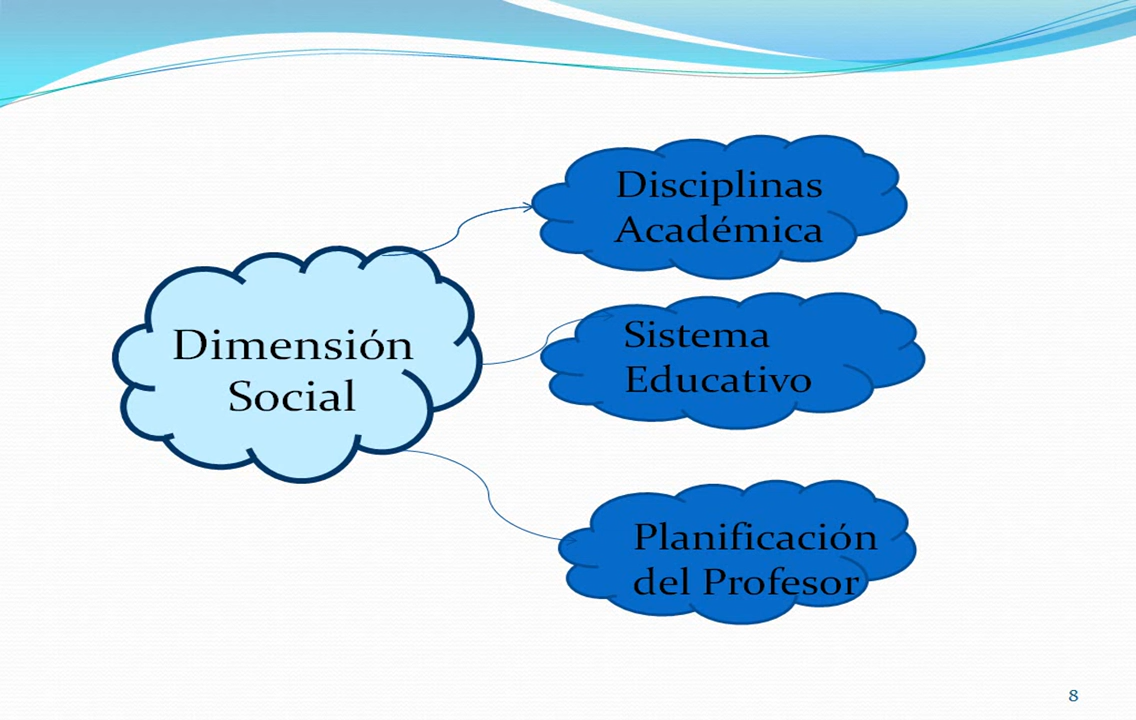 Disciplinas
Académica
Dimensión
Social
Sistema
Educativo
Planificación
del Profesor
8